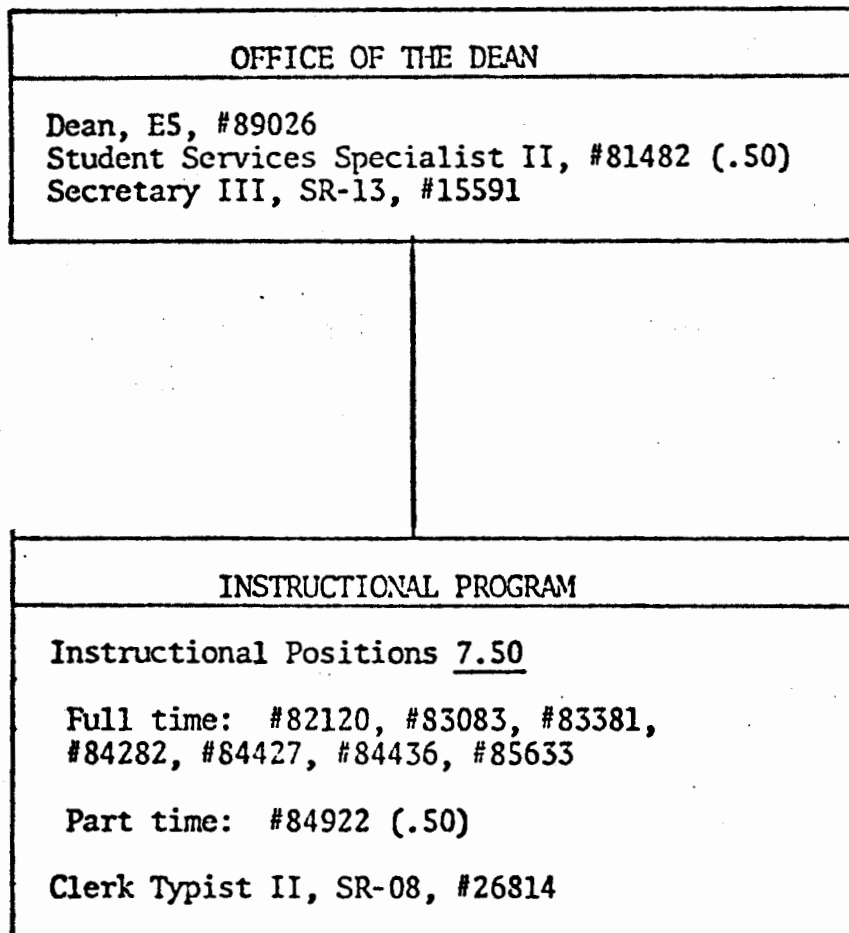 OFFICE OF THE DEAN
Dean, E5, #89026
Student Services Specialist II, #81482 (.50)
Secretary III, SR-13, #15591
INSTRUCTIONAL PROGRAM
Instructional Positions 7.50
Full time: #82120, #83083, #83381,
#84282, #84427, #84436, #85633
Part time: #84922 (.50)
Clerk Typist II, SR-08, #26814